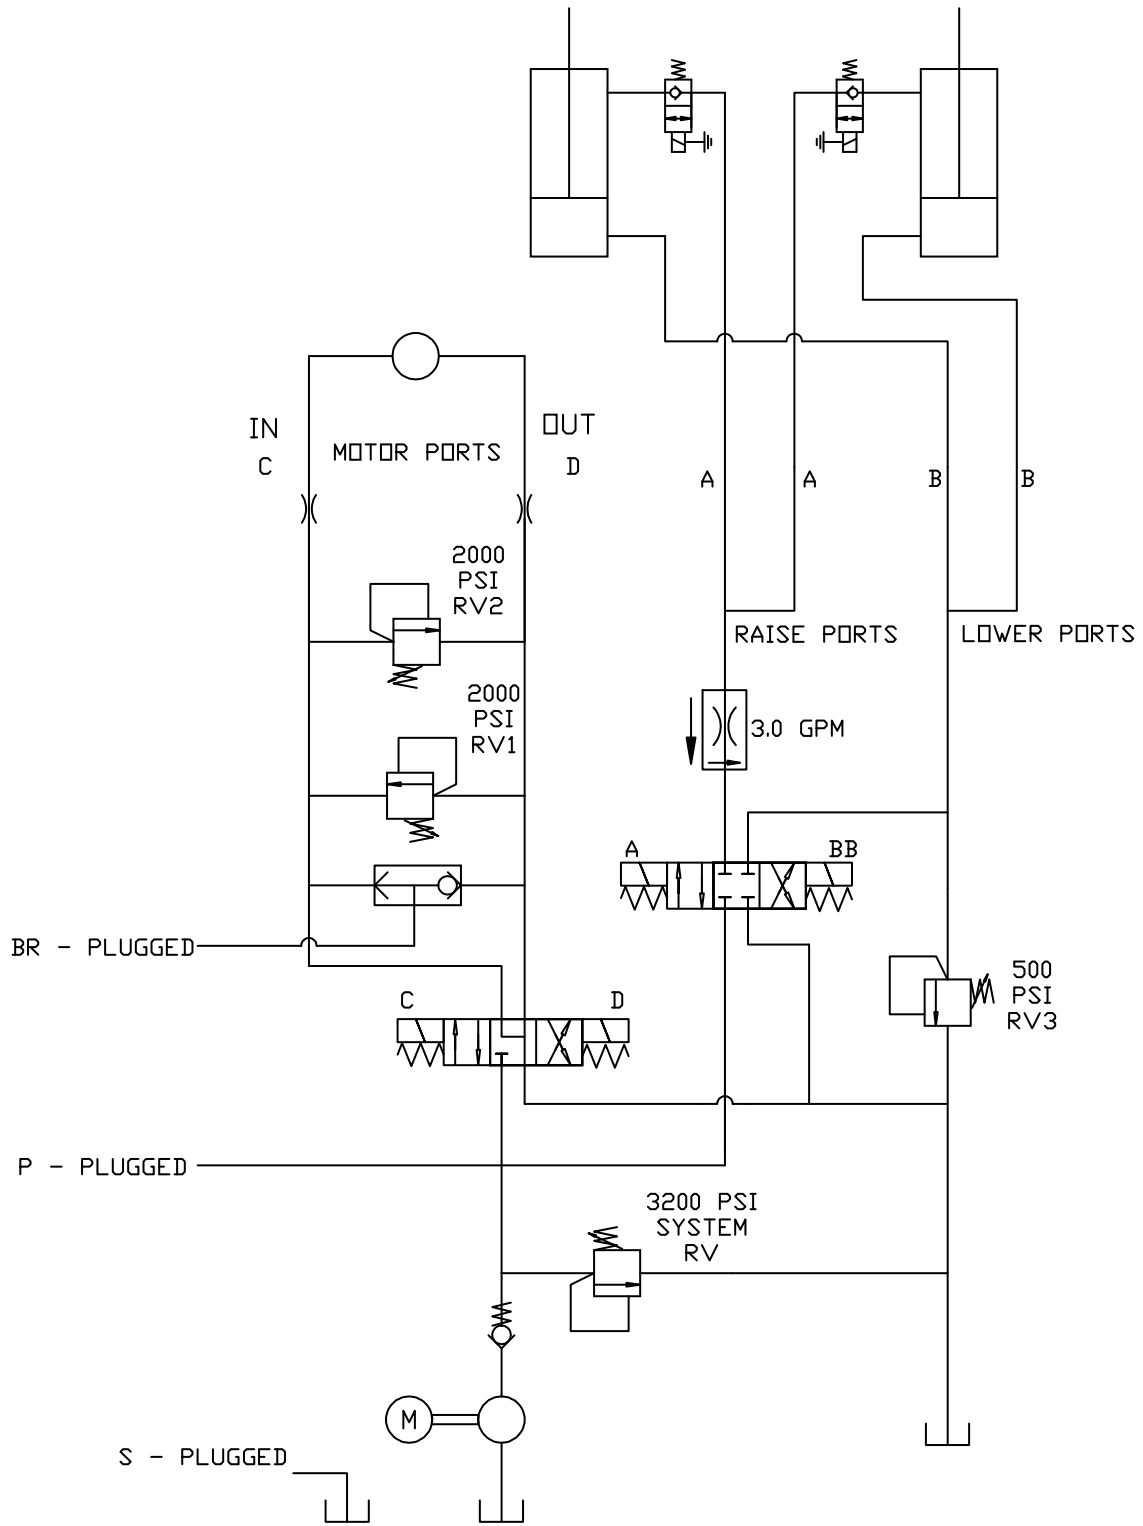 IN
OUT
MOTOR PORTS
C
D
A
A
B
B
2000
PSI
RV2
RAISE PORTS
LOWER PORTS
2000
PSI
RV1
3.0 GPM
A
BB
BR - PLUGGED
C
D
500
PSI
RV3
P - PLUGGED
3200 PSI
SYSTEM
RV
M
S - PLUGGED